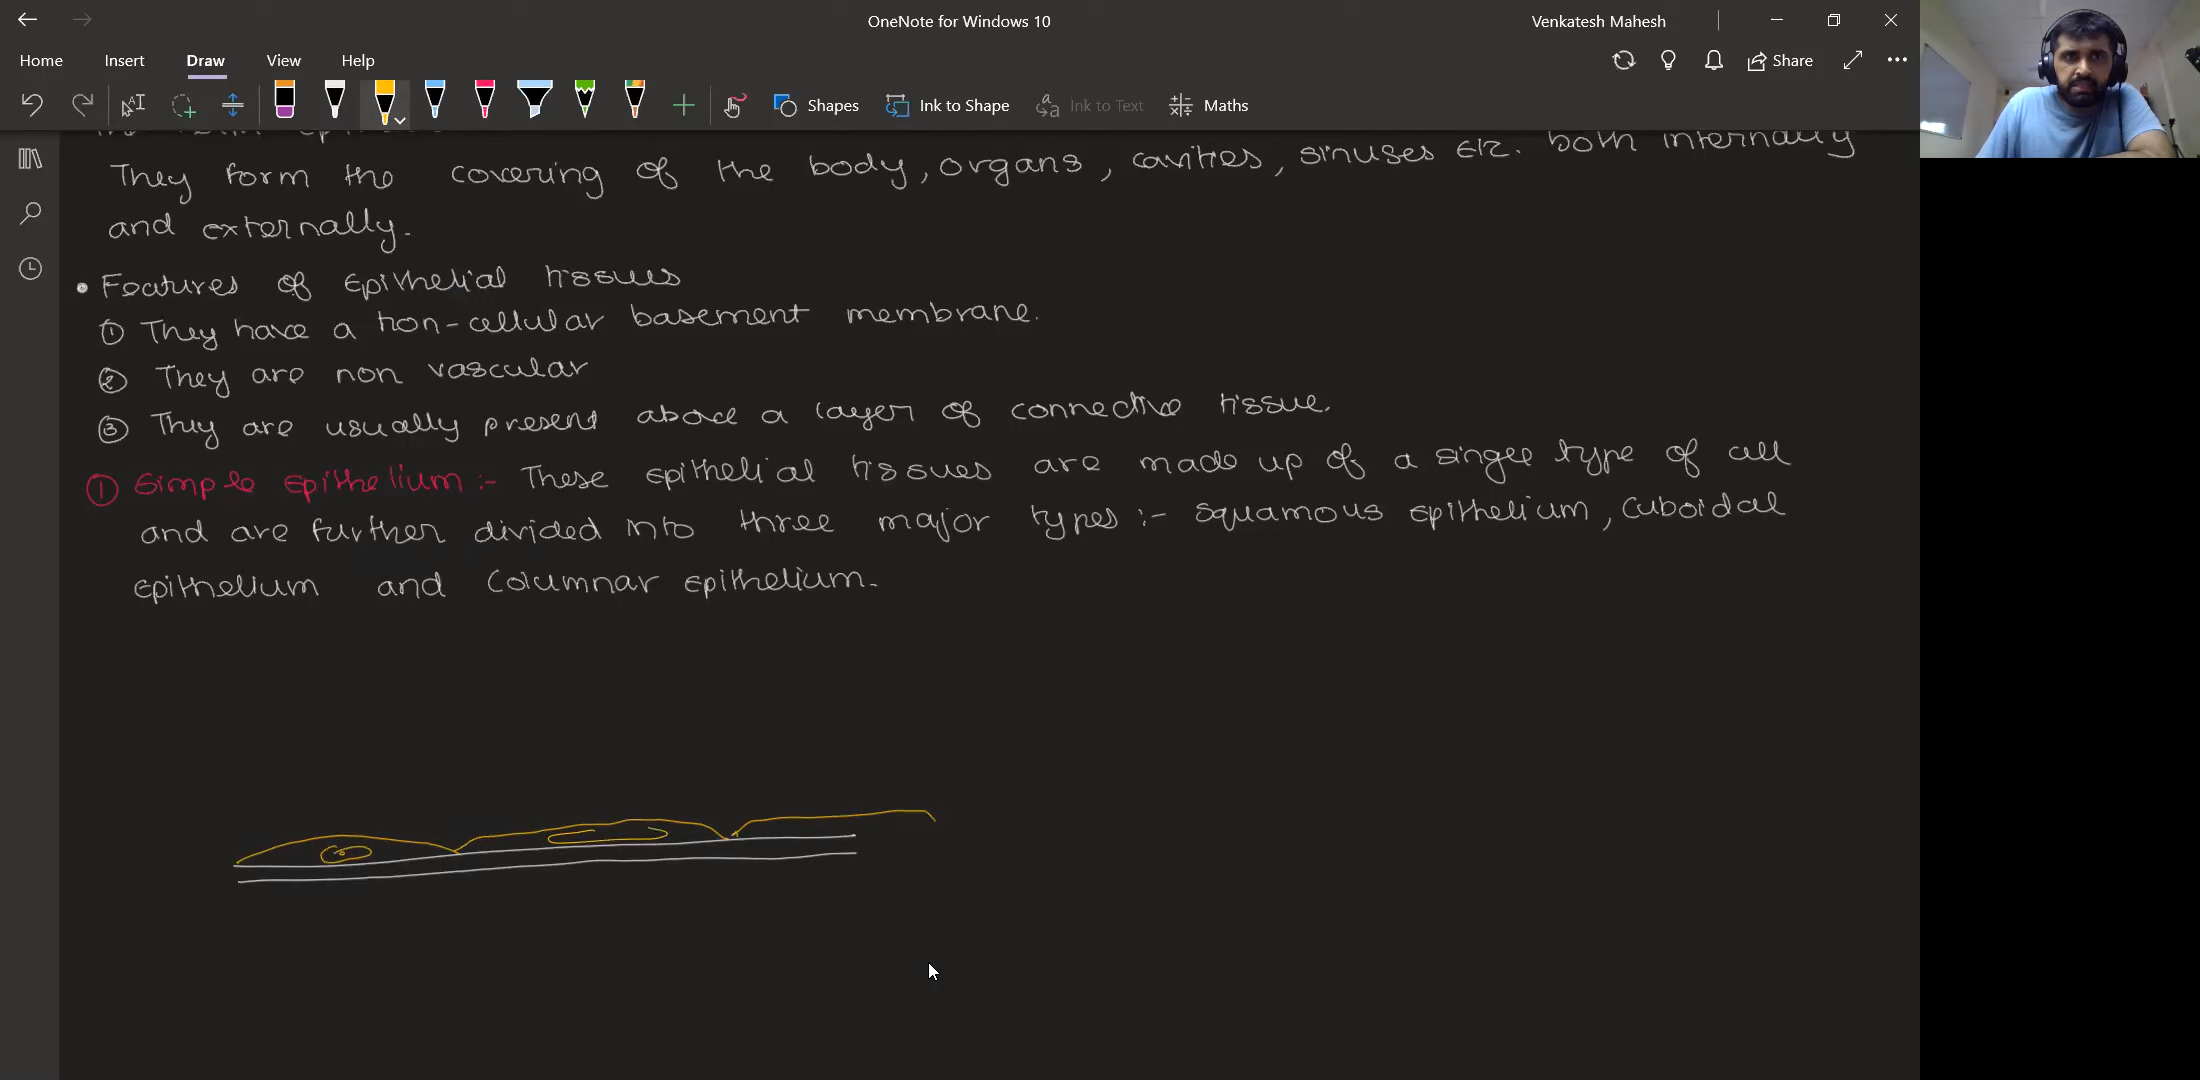 OneNote for Windows 10
Venkatesh Mahesh
Home Insert Draw View Help
Share
Shapes Ink to Shape Ink to Text Maths
They form the covering of the body, organs, cavities, sinuses etc. both internally
and externally.
• Features of Epithelial tissues
① They have a non-cellular basement membrane.
② They are non vascular
③ They are usually present above a layer of connective tissue.
① Simple Epithelium :- These epithelial tissues are made up of a single type of cell
and are further divided into three major types :- squamous epithelium, cuboidal
epithelium and columnar epithelium.